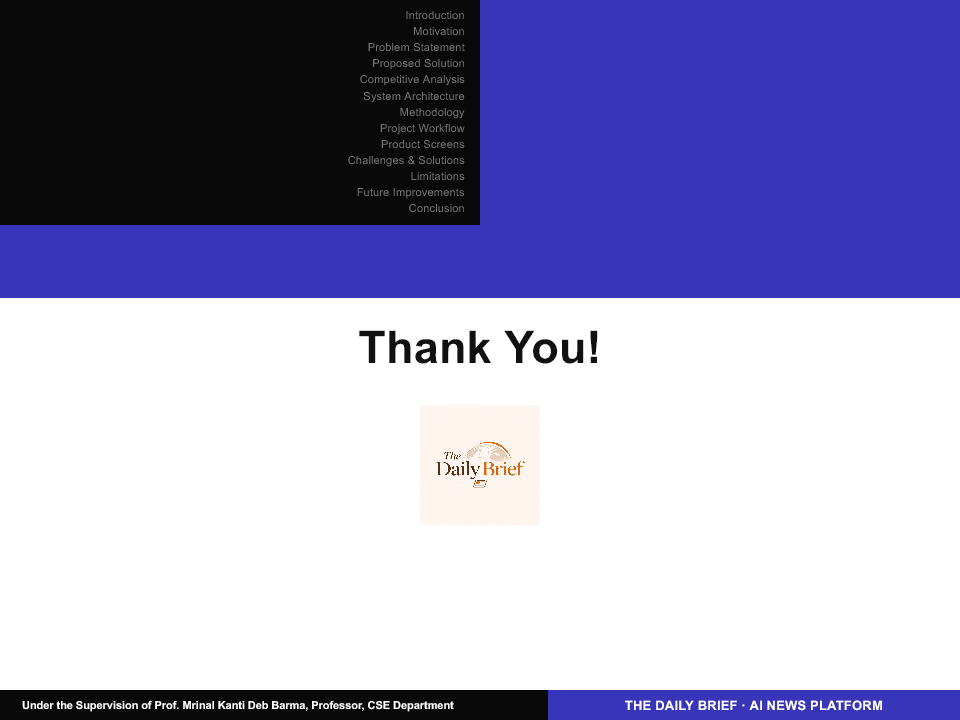 Introduction
Motivation
Problem Statement
Proposed Solution
Competitive Analysis
System Architecture
Methodology
Project Workflow
Product Screens
Challenges & Solutions
Limitations
Future Improvements
Conclusion
Thank You!
The
Daily Brief
Under the Supervision of Prof. Mrinal Kanti Deb Barma, Professor, CSE Department
THE DAILY BRIEF · AI NEWS PLATFORM